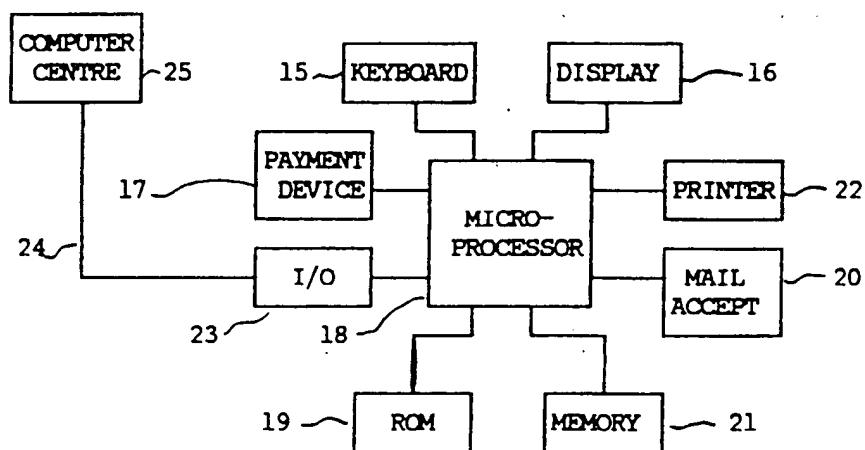 COMPUTER
CENTRE
25
15
KEYBOARD
DISPLAY
16
PAYMENT
DEVICE
17
MICRO-
PROCESSOR
18
PRINTER
22
24
I/O
23
MAIL
ACCEPT
20
19
ROM
MEMORY
21